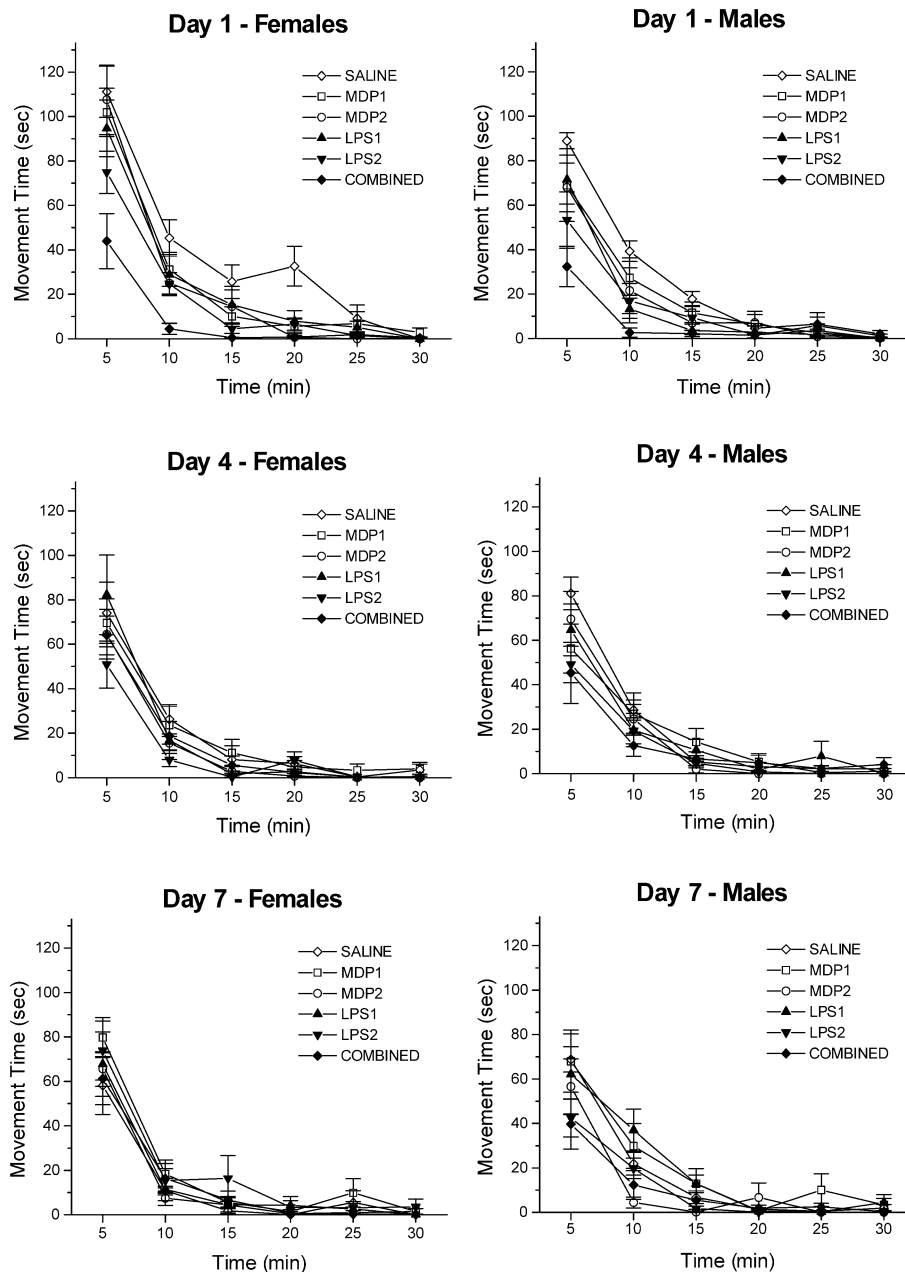 Day 1 - Females
Movement Time (sec)
120
100
80
60
40
20
0
SALINE
MDP1
MDP2
LPS1
LPS2
COMBINED
5 10 15 20 25 30
Time (min)
Day 1 - Males
Movement Time (sec)
120
100
80
60
40
20
0
SALINE
MDP1
MDP2
LPS1
LPS2
COMBINED
5 10 15 20 25 30
Time (min)
Day 4 - Females
Movement Time (sec)
120
100
80
60
40
20
0
SALINE
MDP1
MDP2
LPS1
LPS2
COMBINED
5 10 15 20 25 30
Time (min)
Day 4 - Males
Movement Time (sec)
120
100
80
60
40
20
0
SALINE
MDP1
MDP2
LPS1
LPS2
COMBINED
5 10 15 20 25 30
Time (min)
Day 7 - Females
Movement Time (sec)
120
100
80
60
40
20
0
SALINE
MDP1
MDP2
LPS1
LPS2
COMBINED
5 10 15 20 25 30
Time (min)
Day 7 - Males
Movement Time (sec)
120
100
80
60
40
20
0
SALINE
MDP1
MDP2
LPS1
LPS2
COMBINED
5 10 15 20 25 30
Time (min)